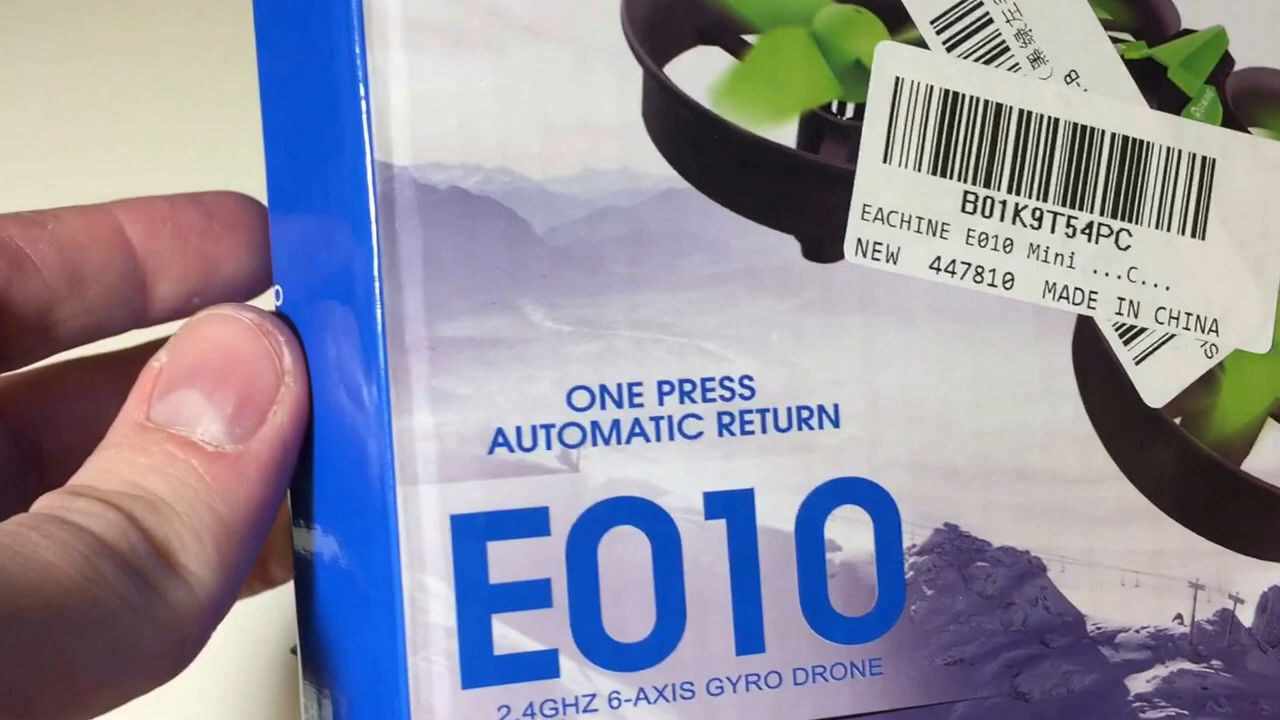 B01K9T54PC
EACHINE E010 Mini ...C...
NEW 447810 MADE IN CHINA
ONE PRESS
AUTOMATIC RETURN
E010
2.4GHZ 6-AXIS GYRO DRONE